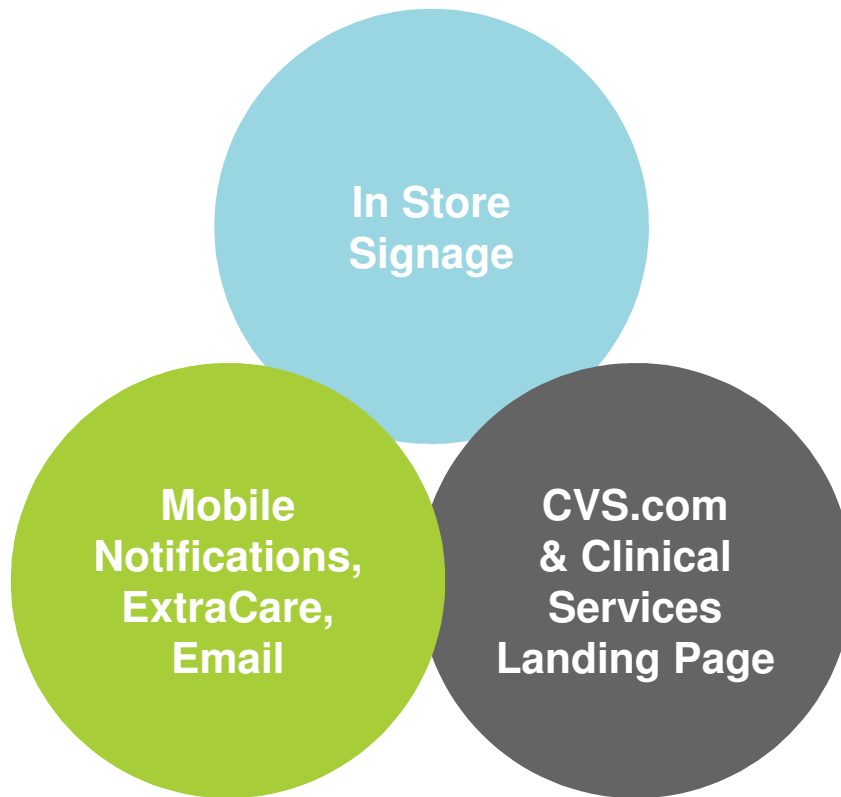 In Store
Signage
Mobile
Notifications,
ExtraCare,
Email
CVS.com
& Clinical
Services
Landing Page